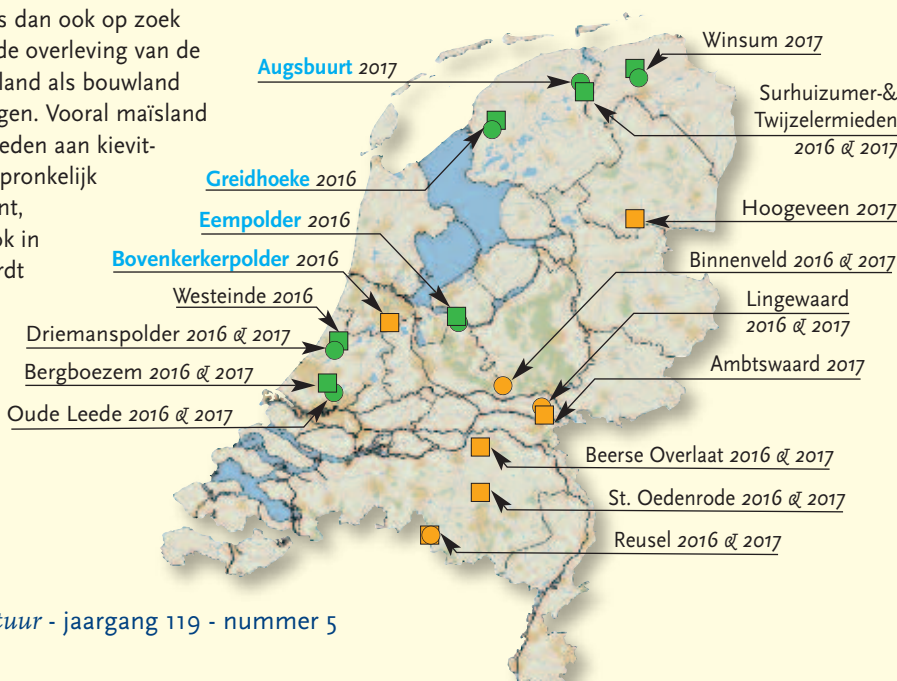 s dan ook op zoek
de overleving van de
land als bouwland
gen. Vooral maïsland
eden aan kievit-
pronkelijk
nt,
ok in
rdt
Augsbuurt 2017
Greidhoeke 2016
Eempolder 2016
Bovenkerkerpolder 2016
Westeinde 2016
Driemanspolder 2016 & 2017
Bergboezem 2016 & 2017
Oude Leede 2016 & 2017
Winsum 2017
Surhuizumer-&
Twijzelermieden
2016 & 2017
Hoogeveen 2017
Binnenveld 2016 & 2017
Lingewaard
2016 & 2017
Ambtswaard 2017
Beerse Overlaat 2016 & 2017
St. Oedenrode 2016 & 2017
Reusel 2016 & 2017
tuur - jaargang 119 - nummer 5